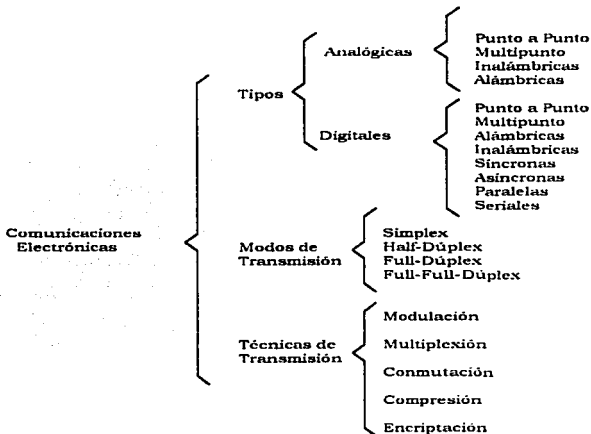 Comunicaciones
Electrónicas
Tipos
Analógicas
Punto a Punto
Multipunto
Inalámbricas
Alámbricas
Digitales
Punto a Punto
Multipunto
Alámbricas
Inalámbricas
Síncronas
Asíncronas
Paralelas
Seriales
Modos de
Transmisión
Simplex
Half-Dúplex
Full-Dúplex
Full-Full-Dúplex
Técnicas de
Transmisión
Modulación
Multiplexión
Conmutación
Compresión
Encriptación